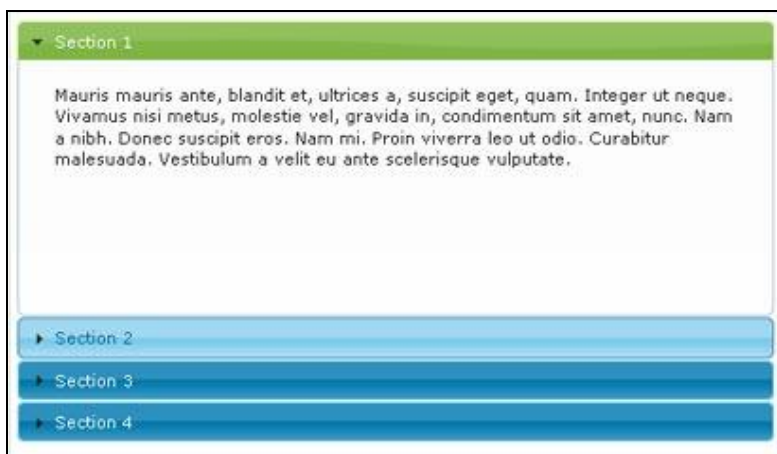 Section 1
Mauris mauris ante, blandit et, ultrices a, suscipit eget, quam. Integer ut neque.
Vivamus nisi metus, molestie vel, gravida in, condimentum sit amet, nunc. Nam
a nibh. Donec suscipit eros. Nam mi. Proin viverra leo ut odio. Curabitur
malesuada. Vestibulum a velit eu ante scelerisque vulputate.
Section 2
Section 3
Section 4